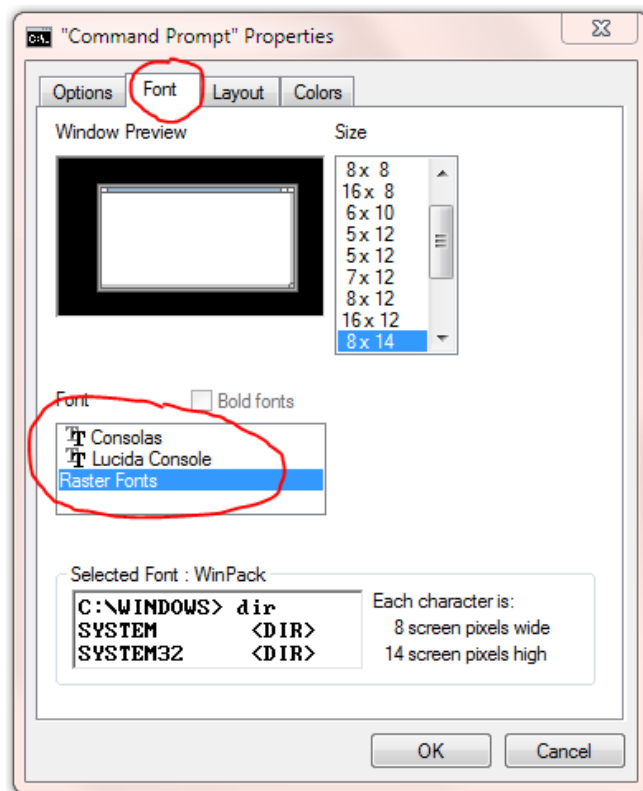 "Command Prompt" Properties
Options Font Layout Colors
Window Preview
Size
8 x 8
16 x 8
6 x 10
5 x 12
5 x 12
7 x 12
8 x 12
16 x 12
8 x 14
Font
Bold fonts
Consolas
Lucida Console
Raster Fonts
Selected Font : WinPack
C:\WINDOWS> dir
SYSTEM <DIR>
SYSTEM32 <DIR>
Each character is:
8 screen pixels wide
14 screen pixels high
OK Cancel